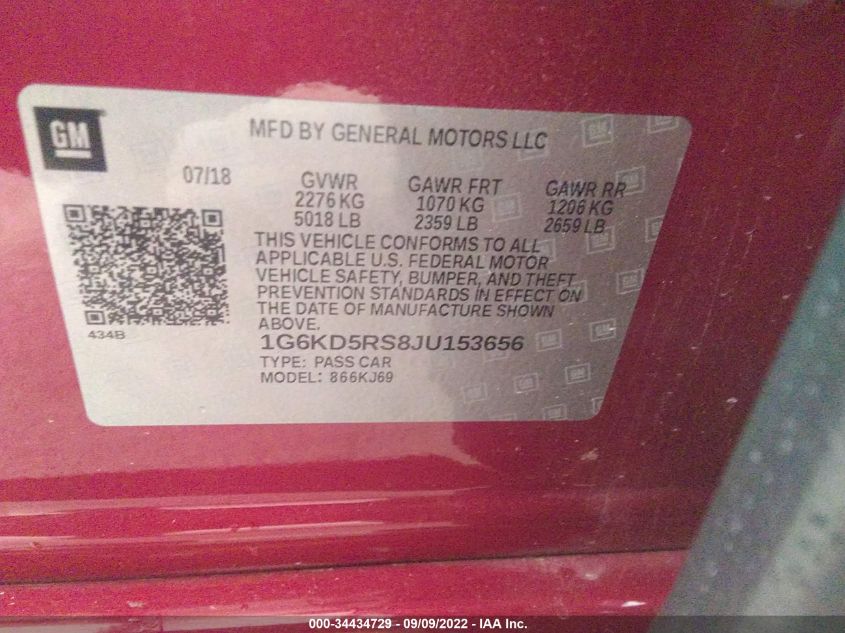 GM
MFD BY GENERAL MOTORS LLC
07/18
GVWR GAWR FRT GAWR RR
2276 KG 1070 KG 1206 KG
5018 LB 2359 LB 2659 LB
THIS VEHICLE CONFORMS TO ALL
APPLICABLE U.S. FEDERAL MOTOR
VEHICLE SAFETY, BUMPER, AND THEFT
PREVENTION STANDARDS IN EFFECT ON
THE DATE OF MANUFACTURE SHOWN
ABOVE.
434B
1G6KD5RS8JU153656
TYPE: PASS CAR
MODEL: 866KJ69
000-34434729 - 09/09/2022 - IAA Inc.